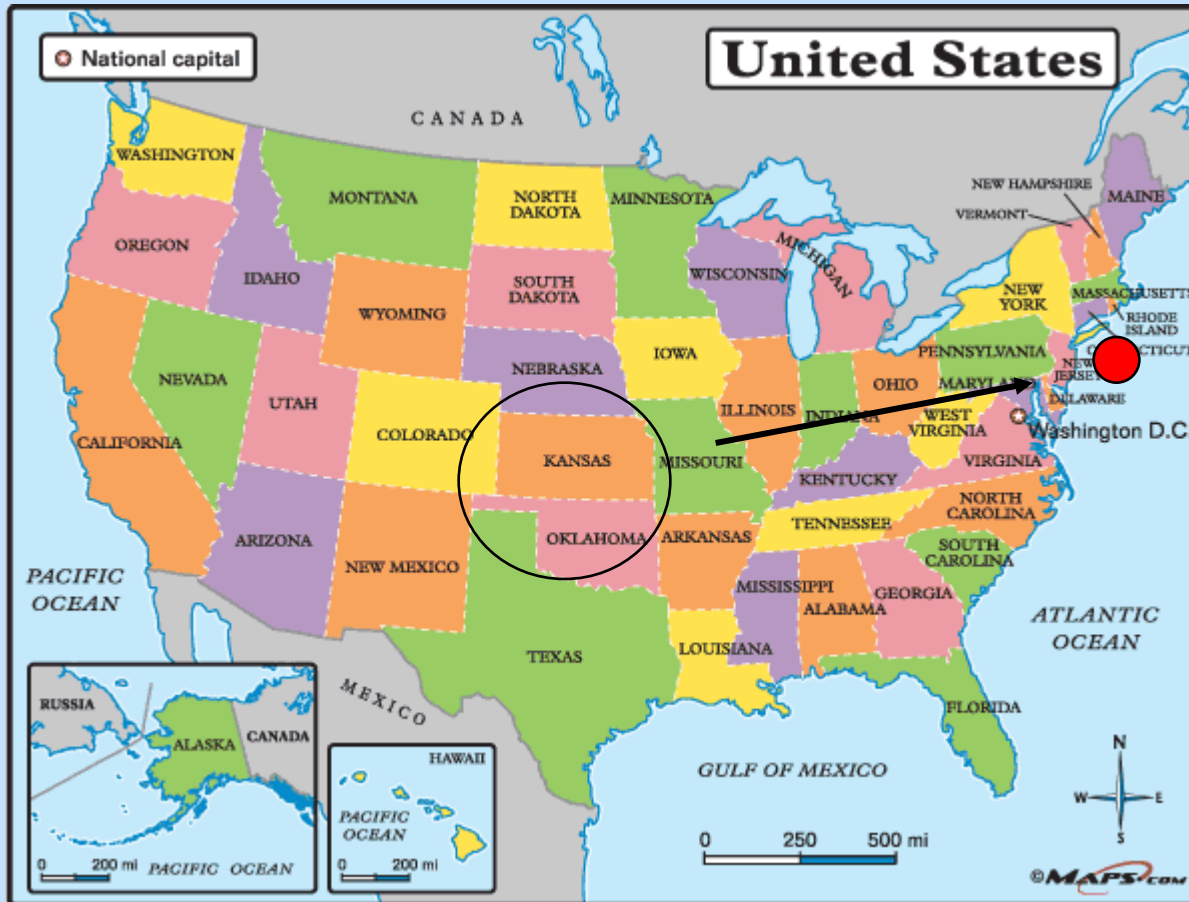 National capital
United States
CANADA
WASHINGTON
MONTANA
NORTH
DAKOTA
MINNESOTA
NEW HAMPSHIRE
VERMONT
MAINE
OREGON
IDAHO
SOUTH
DAKOTA
WISCONSIN
MICHIGAN
WYOMING
NEW
YORK
MASSACHUSETTS
RHODE
ISLAND
NEBRASKA
IOWA
PENNSYLVANIA
NEVADA
UTAH
COLORADO
ILLINOIS
INDIANA
OHIO
MARYLAND
JERSEY
DELAWARE
CALIFORNIA
KANSAS
MISSOURI
WEST
VIRGINIA
Washington D.C.
KENTUCKY
VIRGINIA
ARIZONA
NEW MEXICO
OKLAHOMA
ARKANSAS
TENNESSEE
NORTH
CAROLINA
SOUTH
CAROLINA
PACIFIC
OCEAN
MISSISSIPPI
ALABAMA
GEORGIA
ATLANTIC
OCEAN
TEXAS
LOUISIANA
FLORIDA
MEXICO
RUSSIA
ALASKA
CANADA
0 200 mi
PACIFIC OCEAN
HAWAII
PACIFIC
OCEAN
0 200 mi
GULF OF MEXICO
0 250 500 mi
N
W E
S
©MAPS.COM